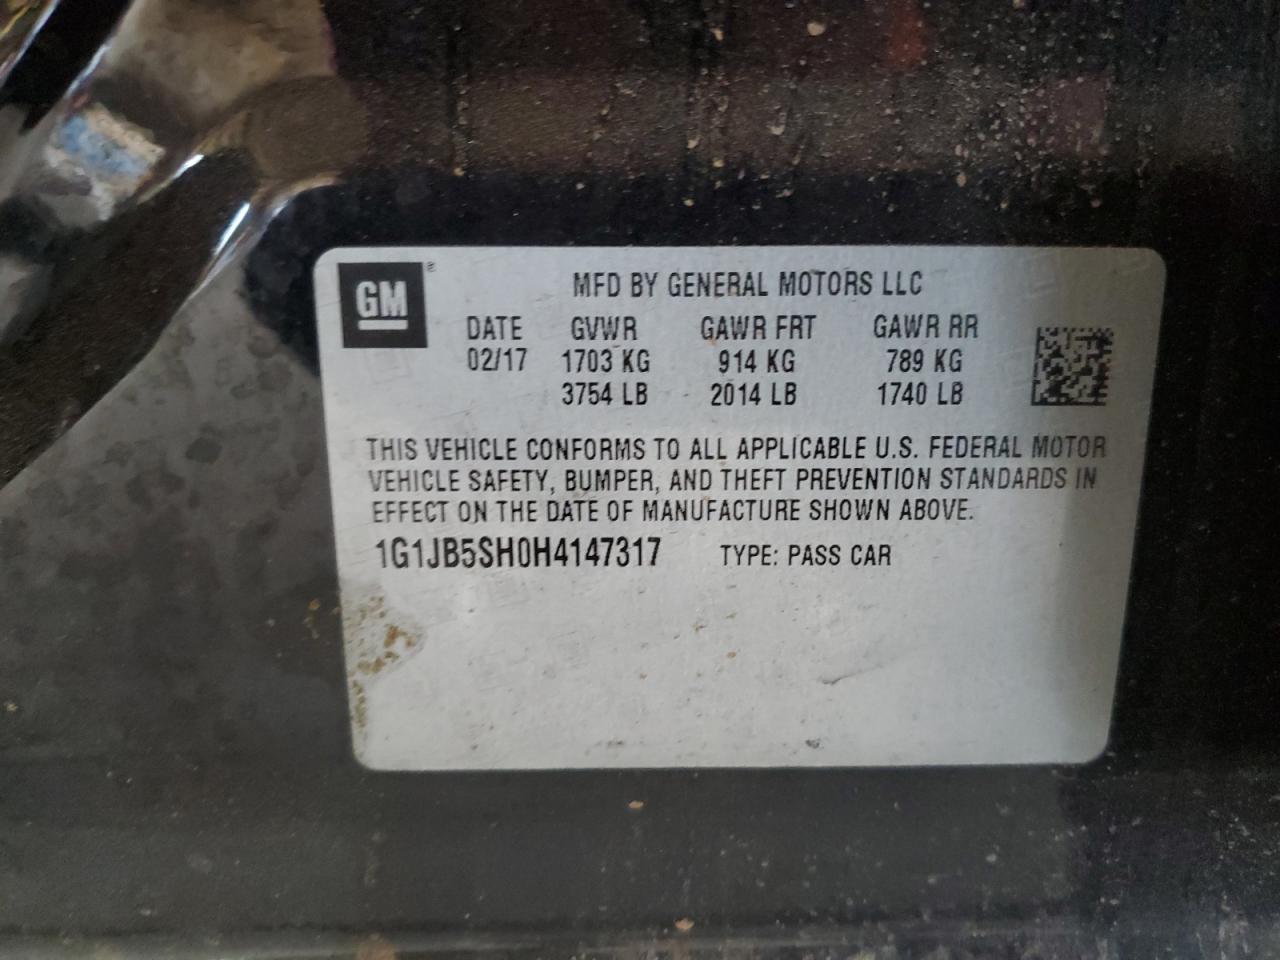 GM ®
MFD BY GENERAL MOTORS LLC
DATE GVWR GAWR FRT GAWR RR
02/17 1703 KG 914 KG 789 KG
3754 LB 2014 LB 1740 LB
THIS VEHICLE CONFORMS TO ALL APPLICABLE U.S. FEDERAL MOTOR
VEHICLE SAFETY, BUMPER, AND THEFT PREVENTION STANDARDS IN
EFFECT ON THE DATE OF MANUFACTURE SHOWN ABOVE.
1G1JB5SH0H4147317 TYPE: PASS CAR